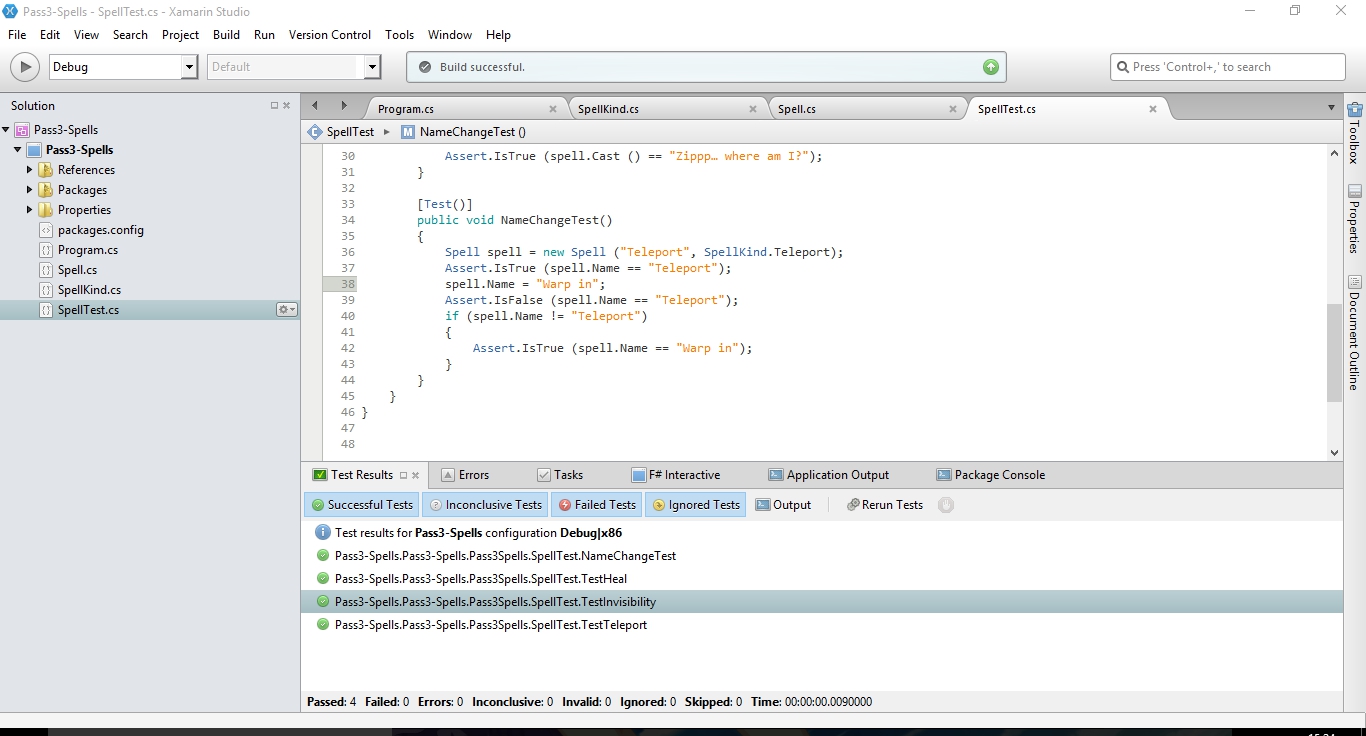 Pass3-Spells - SpellTest.cs - Xamarin Studio
File Edit View Search Project Build Run Version Control Tools Window Help
Debug Default Build successful. Press 'Control+,' to search
Solution
Pass3-Spells
Pass3-Spells
References
Packages
Properties
packages.config
Program.cs
Spell.cs
SpellKind.cs
SpellTest.cs
Program.cs SpellKind.cs Spell.cs SpellTest.cs
C SpellTest M NameChangeTest ()
30 Assert.IsTrue (spell.Cast () == "Zippp… where am I?");
31 }
32
33 [Test()]
34 public void NameChangeTest()
35 {
36 Spell spell = new Spell ("Teleport", SpellKind.Teleport);
37 Assert.IsTrue (spell.Name == "Teleport");
38 spell.Name = "Warp in";
39 Assert.IsFalse (spell.Name == "Teleport");
40 if (spell.Name != "Teleport")
41 {
42 Assert.IsTrue (spell.Name == "Warp in");
43 }
44 }
45 }
46 }
47
48
Toolbox
Properties
Document Outline
Test Results Errors Tasks F# Interactive Application Output Package Console
Successful Tests Inconclusive Tests Failed Tests Ignored Tests Output Rerun Tests
Test results for Pass3-Spells configuration Debug|x86
Pass3-Spells.Pass3-Spells.Pass3Spells.SpellTest.NameChangeTest
Pass3-Spells.Pass3-Spells.Pass3Spells.SpellTest.TestHeal
Pass3-Spells.Pass3-Spells.Pass3Spells.SpellTest.TestInvisibility
Pass3-Spells.Pass3-Spells.Pass3Spells.SpellTest.TestTeleport
Passed: 4 Failed: 0 Errors: 0 Inconclusive: 0 Invalid: 0 Ignored: 0 Skipped: 0 Time: 00:00:00.0090000